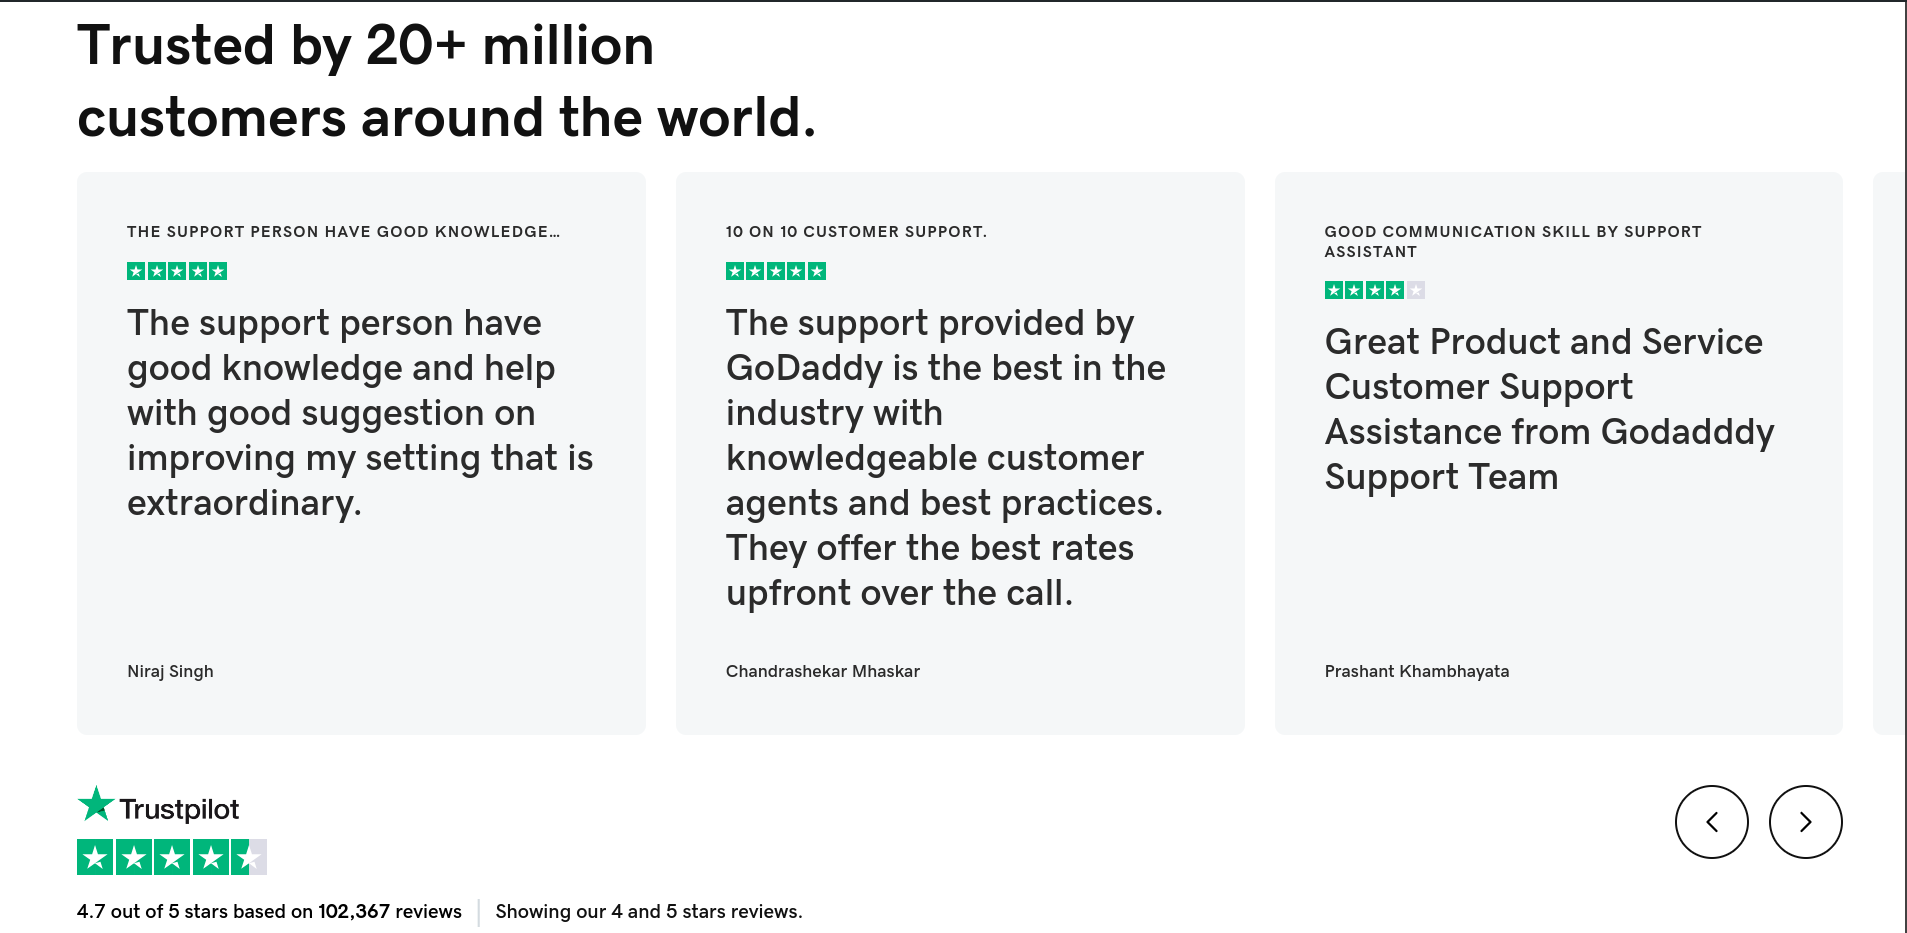 Trusted by 20+ million
customers around the world.
THE SUPPORT PERSON HAVE GOOD KNOWLEDGE…
The support person have
good knowledge and help
with good suggestion on
improving my setting that is
extraordinary.
Niraj Singh
10 ON 10 CUSTOMER SUPPORT.
The support provided by
GoDaddy is the best in the
industry with
knowledgeable customer
agents and best practices.
They offer the best rates
upfront over the call.
Chandrashekar Mhaskar
GOOD COMMUNICATION SKILL BY SUPPORT
ASSISTANT
Great Product and Service
Customer Support
Assistance from Godadddy
Support Team
Prashant Khambhayata
Trustpilot
4.7 out of 5 stars based on 102,367 reviews
Showing our 4 and 5 stars reviews.